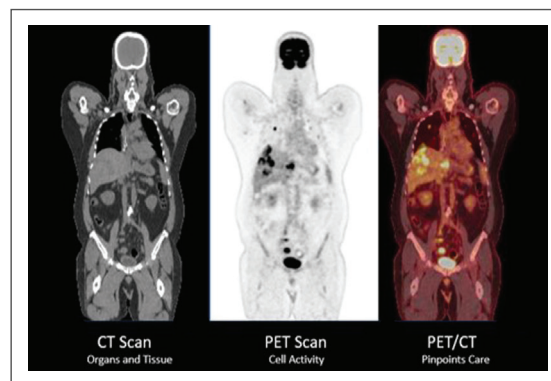 CT Scan
Organs and Tissue
PET Scan
Cell Activity
PET/CT
Pinpoints Care